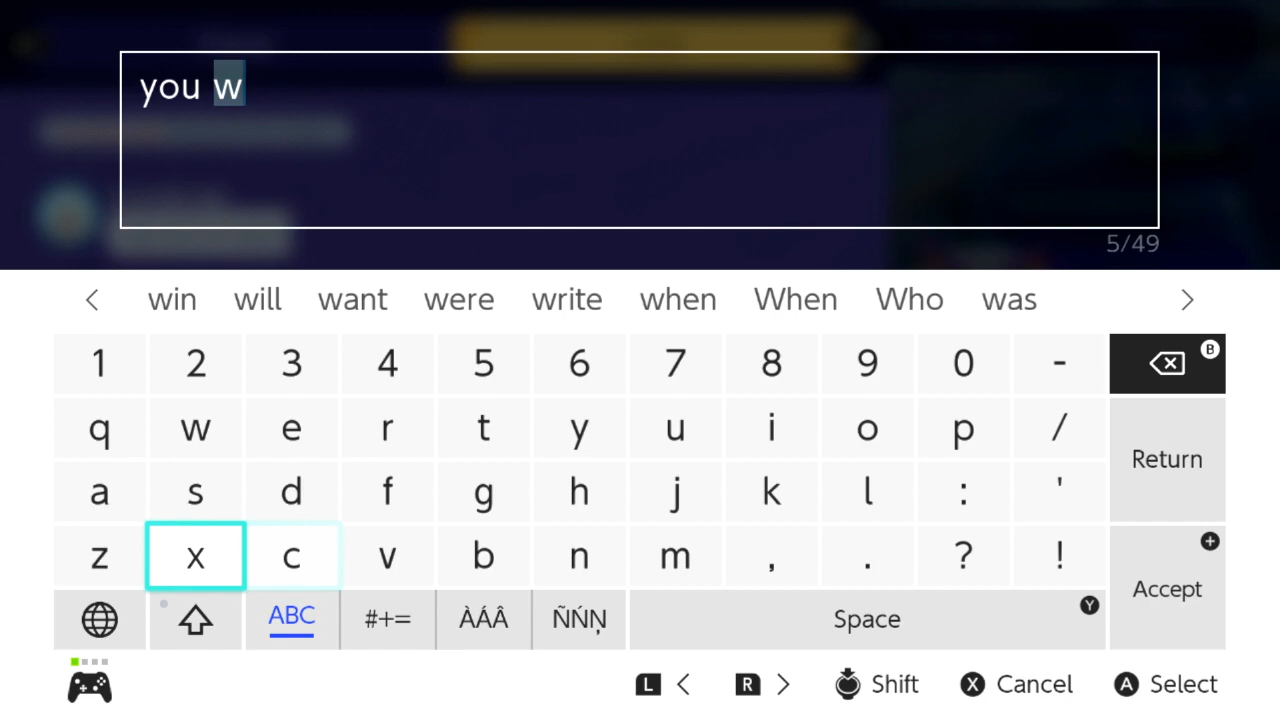 you w
5/49
win will want were write when When Who was
1 2 3 4 5 6 7 8 9 0 - B
q w e r t y u i o p /
Return
a s d f g h j k l : '
z x c v b n m , . ? ! +
Accept
ABC #+= ÀÁÂ ÑŃŅ Space Y
L R Shift X Cancel A Select